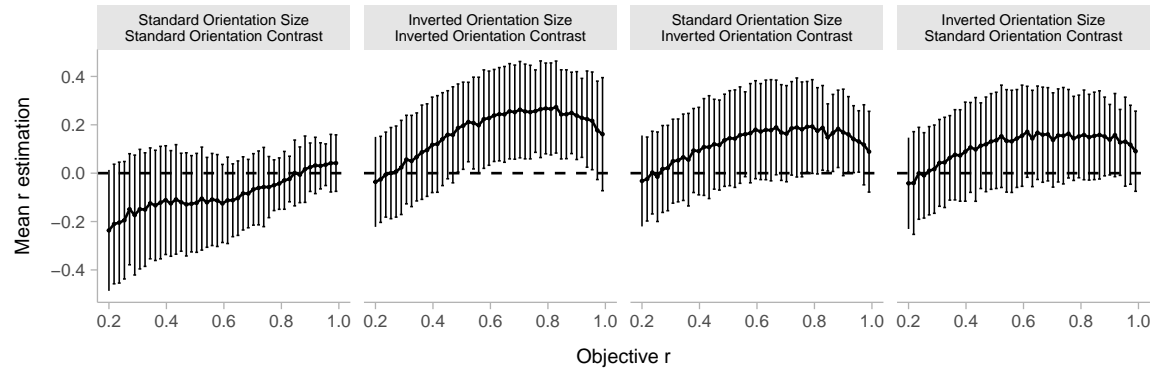 Standard Orientation Size
Standard Orientation Contrast
Inverted Orientation Size
Inverted Orientation Contrast
Standard Orientation Size
Inverted Orientation Contrast
Inverted Orientation Size
Standard Orientation Contrast
Mean r estimation
0.4
0.2
0.0
−0.2
−0.4
0.2 0.4 0.6 0.8 1.0 0.2 0.4 0.6 0.8 1.0 0.2 0.4 0.6 0.8 1.0 0.2 0.4 0.6 0.8 1.0
Objective r